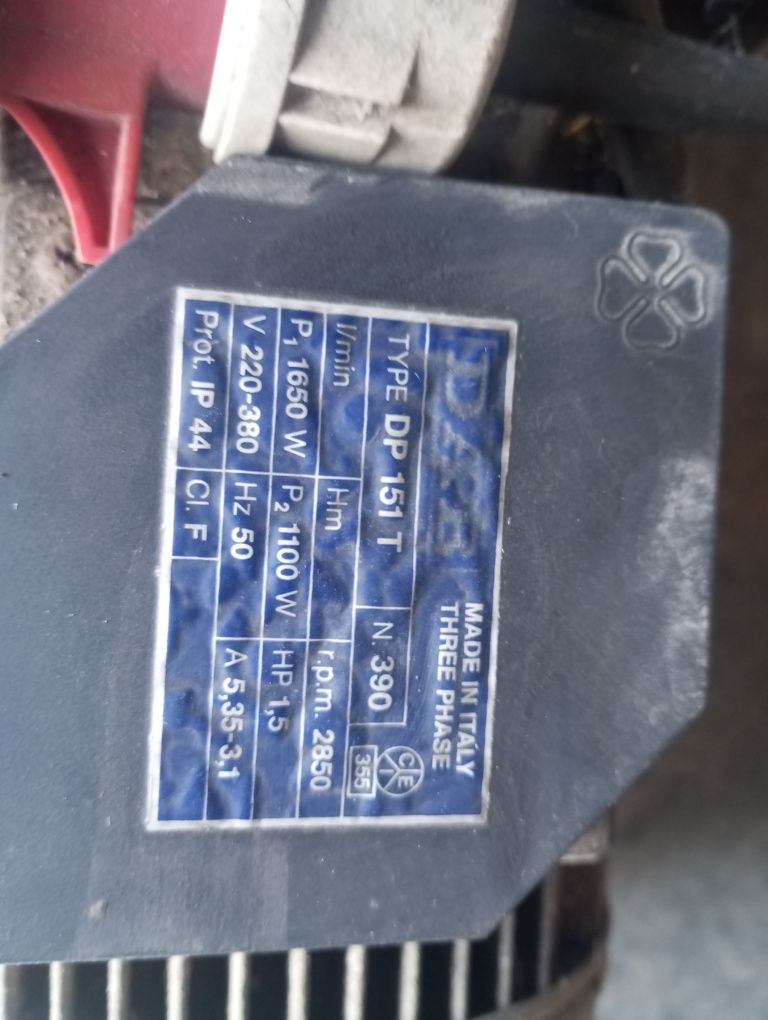 DAB
MADE IN ITALY
THREE PHASE
TYPE DP 151 T N. 390
CEI
355
l/min Hm r.p.m. 2850
P1 1650 W P2 1100 W HP 1,5
V 220-380 Hz 50 A 5,35-3,1
Prot. IP 44 Cl. F